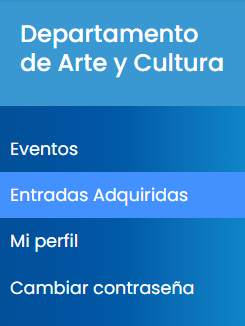 Departamento
de Arte y Cultura
Eventos
Entradas Adquiridas
Mi perfil
Cambiar contraseña